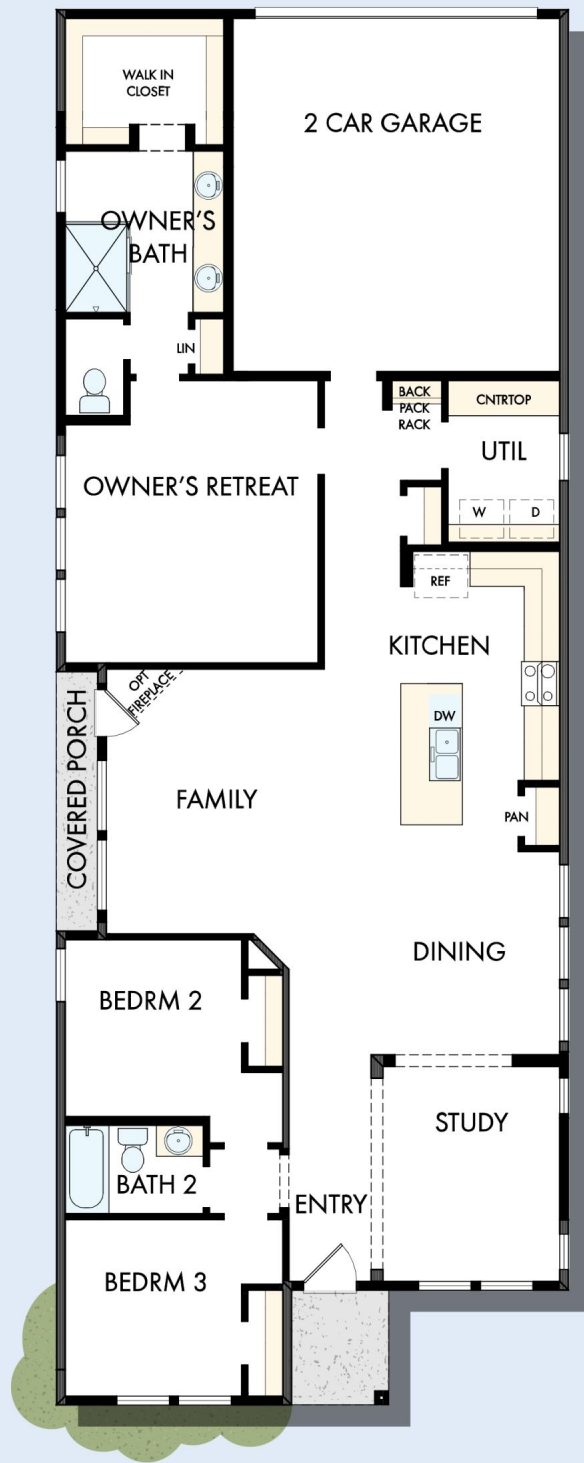 WALK IN
CLOSET
2 CAR GARAGE
OWNER'S
BATH
LIN
BACK
PACK
RACK
CNTRTOP
UTIL
OWNER'S RETREAT
W
D
REF
KITCHEN
OPT
FIREPLACE
DW
COVERED PORCH
FAMILY
PAN
DINING
BEDRM 2
STUDY
BATH 2
ENTRY
BEDRM 3